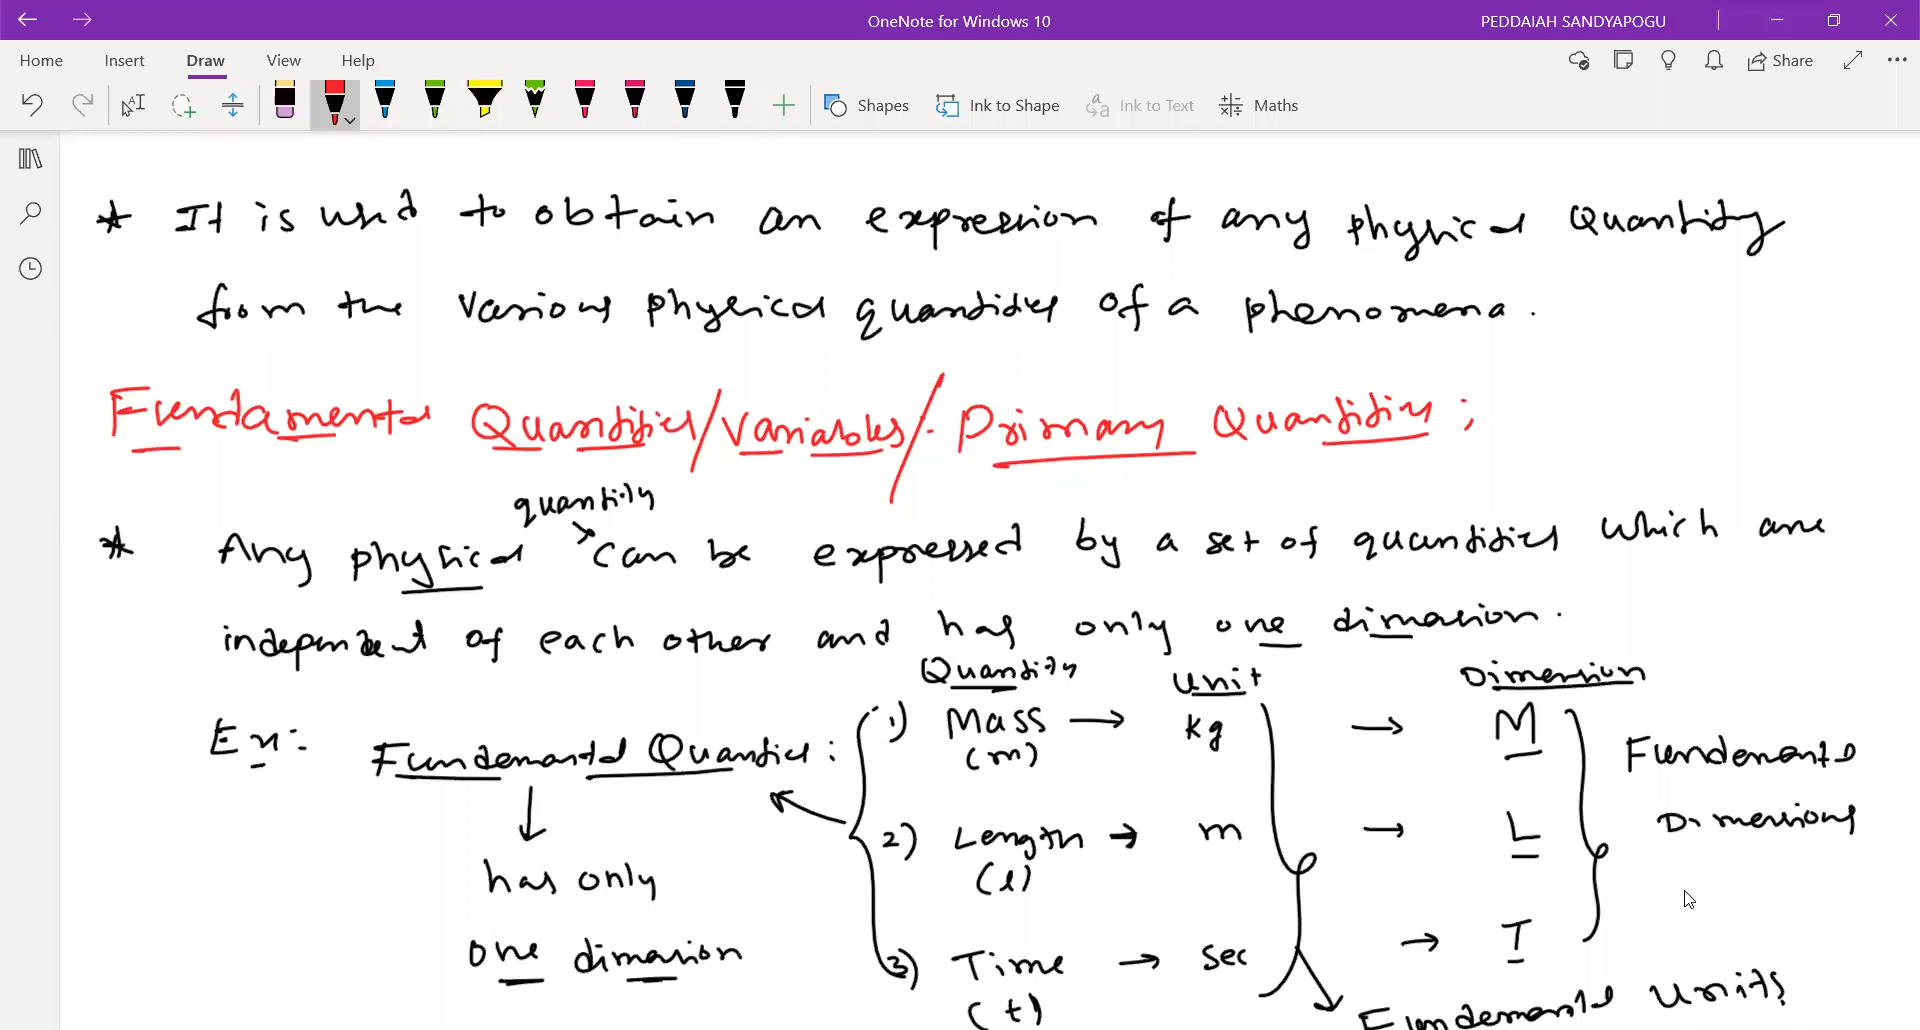 OneNote for Windows 10
PEDDAIAH SANDYAPOGU
Home Insert Draw View Help
Share
Shapes Ink to Shape Ink to Text Maths
* It is used to obtain an expression of any physical Quantity
from the various physical quantities of a phenomena.
Fundamental Quantities/Variables/Primary Quantities;
quantity
* Any physical can be expressed by a set of quantities which are
independent of each other and has only one dimension.
Quantity Unit Dimension
Ex:- Fundemantal Quantics:
1) Mass → kg → M
(m)
Fundemental
Dimensions
2) Length → m → L
(l)
has only
one dimension
3) Time → sec → T
(t)
Fundemental Units